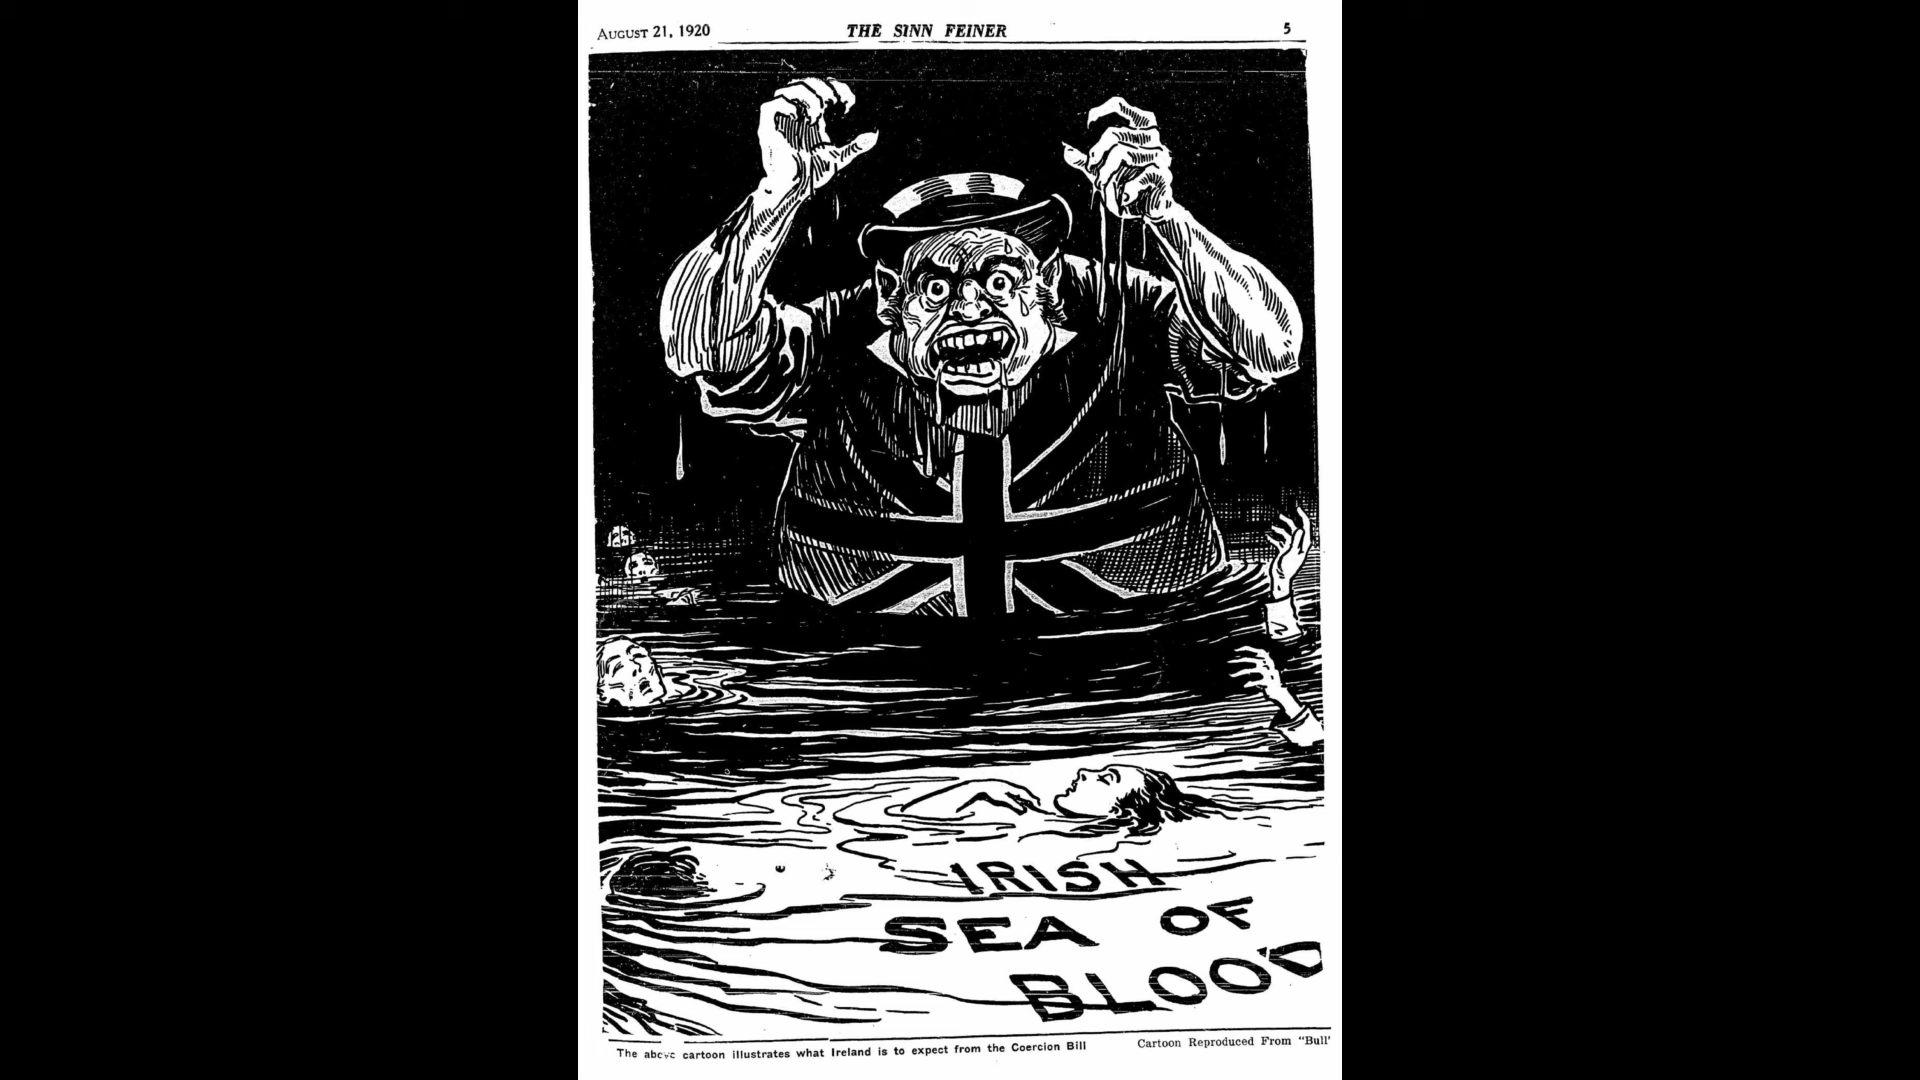 AUGUST 21, 1920 THE SINN FEINER 5
IRISH
SEA OF
BLOOD
The above cartoon illustrates what Ireland is to expect from the Coercion Bill
Cartoon Reproduced From "Bull'